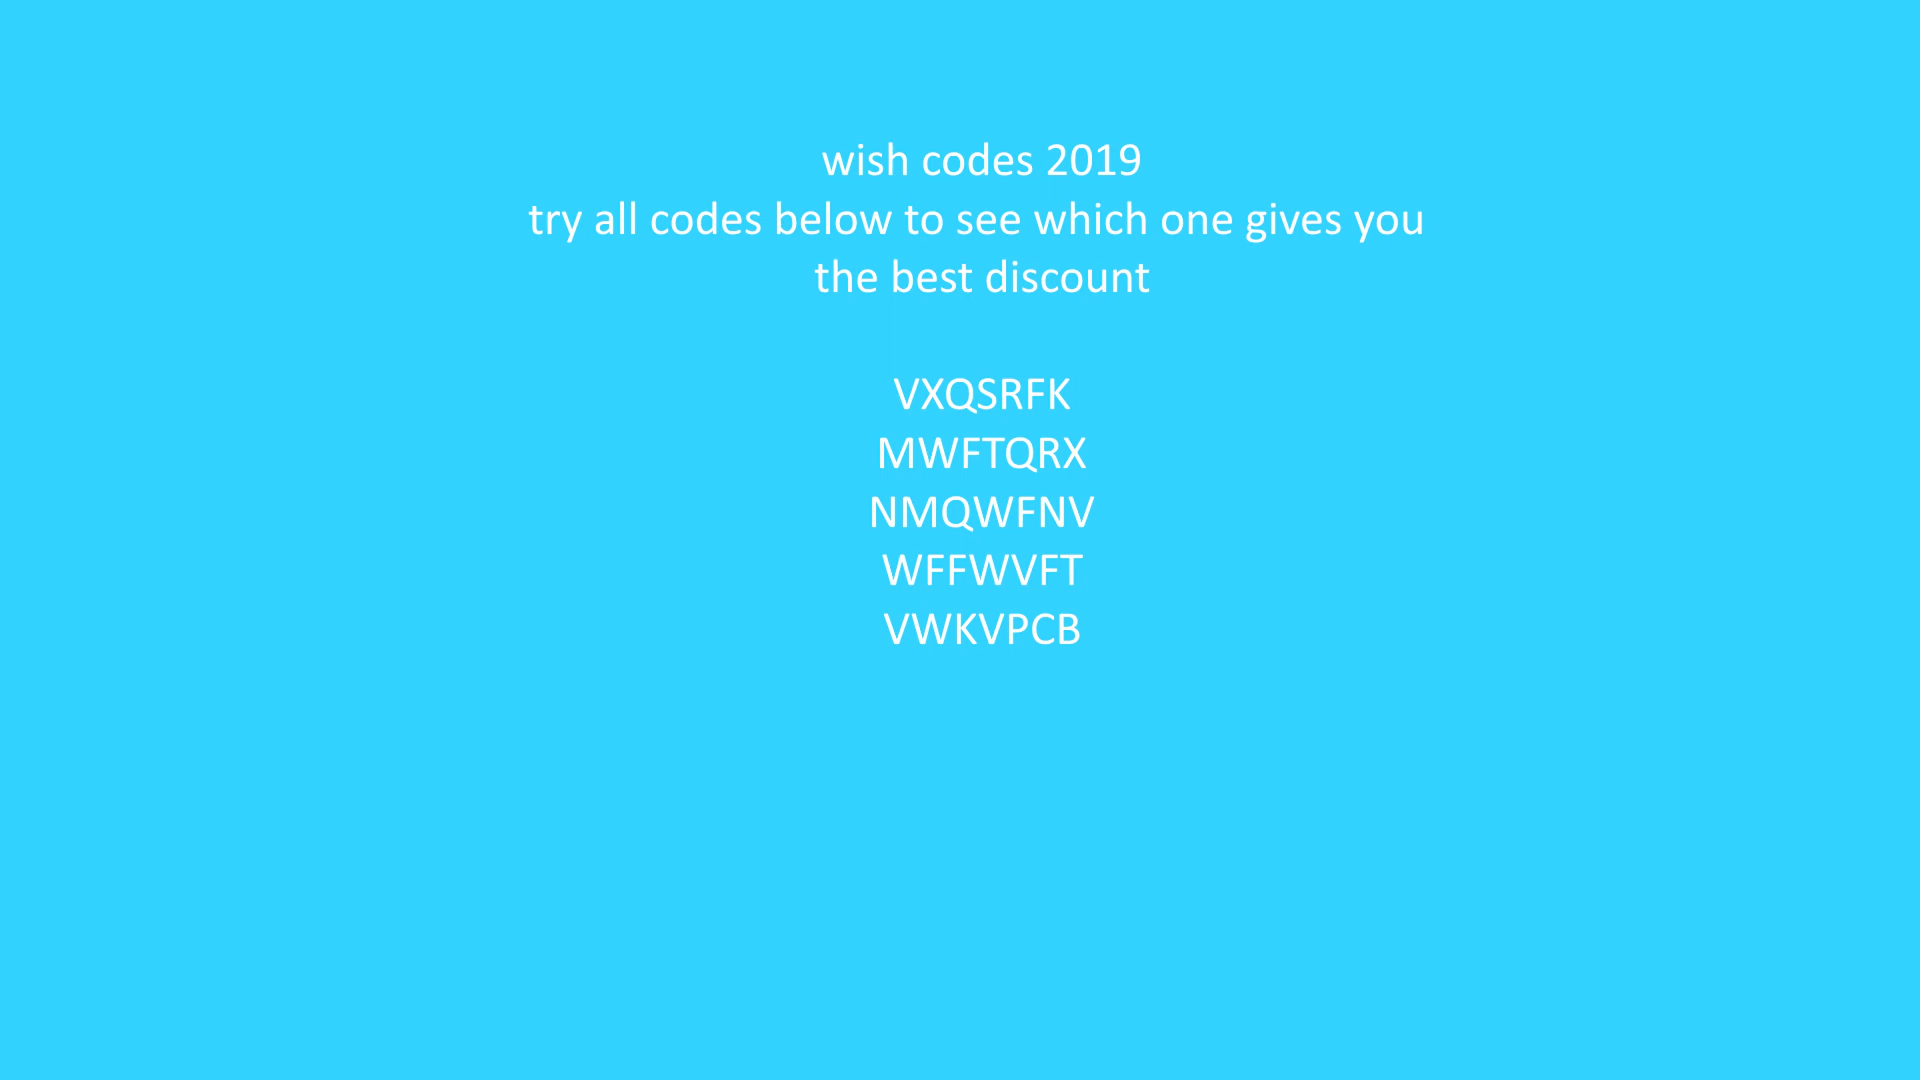 wish codes 2019
try all codes below to see which one gives you
the best discount
VXQSRFK
MWFTQRX
NMQWFNV
WFFWVFT
VWKVPCB